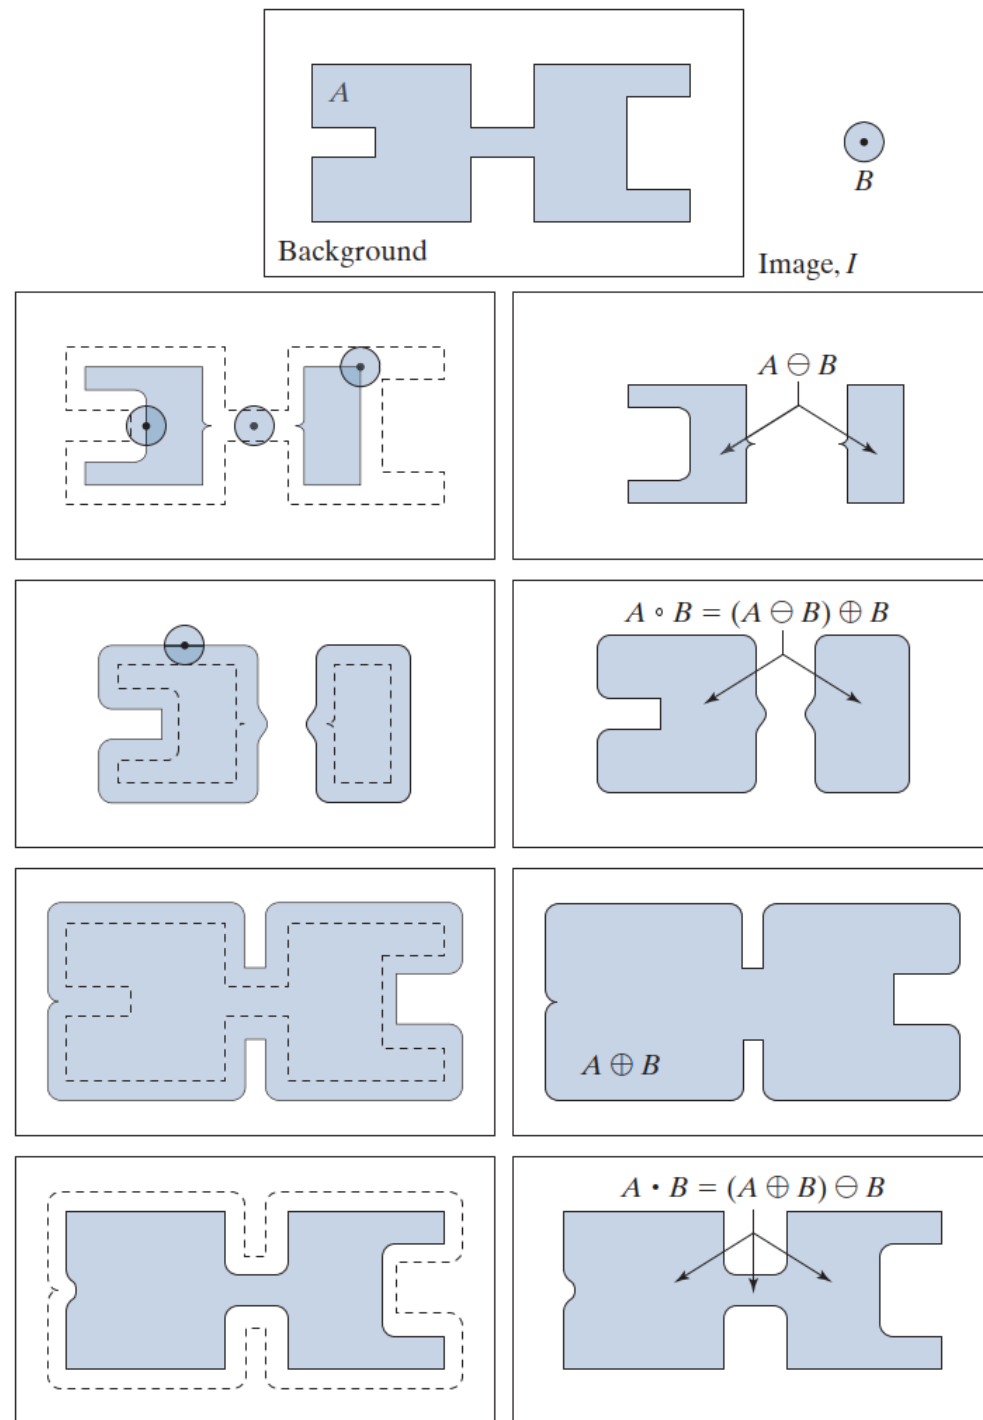 A
B
Background
Image, I
A ⊖ B
A ∘ B = (A ⊖ B) ⊕ B
A ⊕ B
A • B = (A ⊕ B) ⊖ B